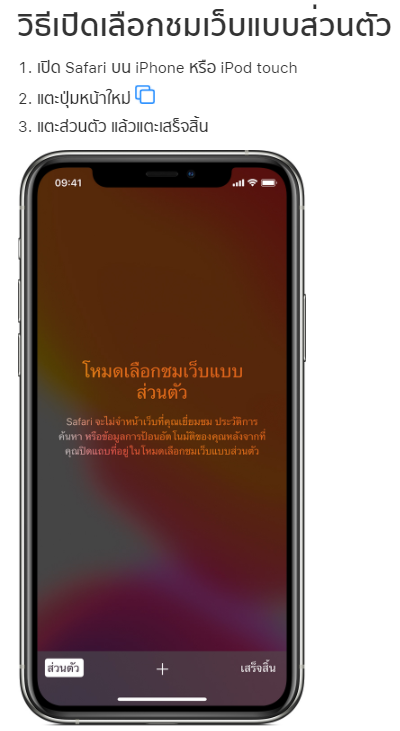 วิธีเปิดเลือกชมเว็บแบบส่วนตัว
1. เปิด Safari บน iPhone หรือ iPod touch
2. แตะปุ่มหน้าใหม่
3. แตะส่วนตัว แล้วแตะเสร็จสิ้น
09:41
โหมดเลือกชมเว็บแบบ
ส่วนตัว
Safari จะไม่จำหน้าเว็บที่คุณเยี่ยมชม ประวัติการ
ค้นหา หรือข้อมูลการป้อนอัตโนมัติของคุณหลังจากที่
คุณปิดแถบที่อยู่ในโหมดเลือกชมเว็บแบบส่วนตัว
ส่วนตัว + เสร็จสิ้น